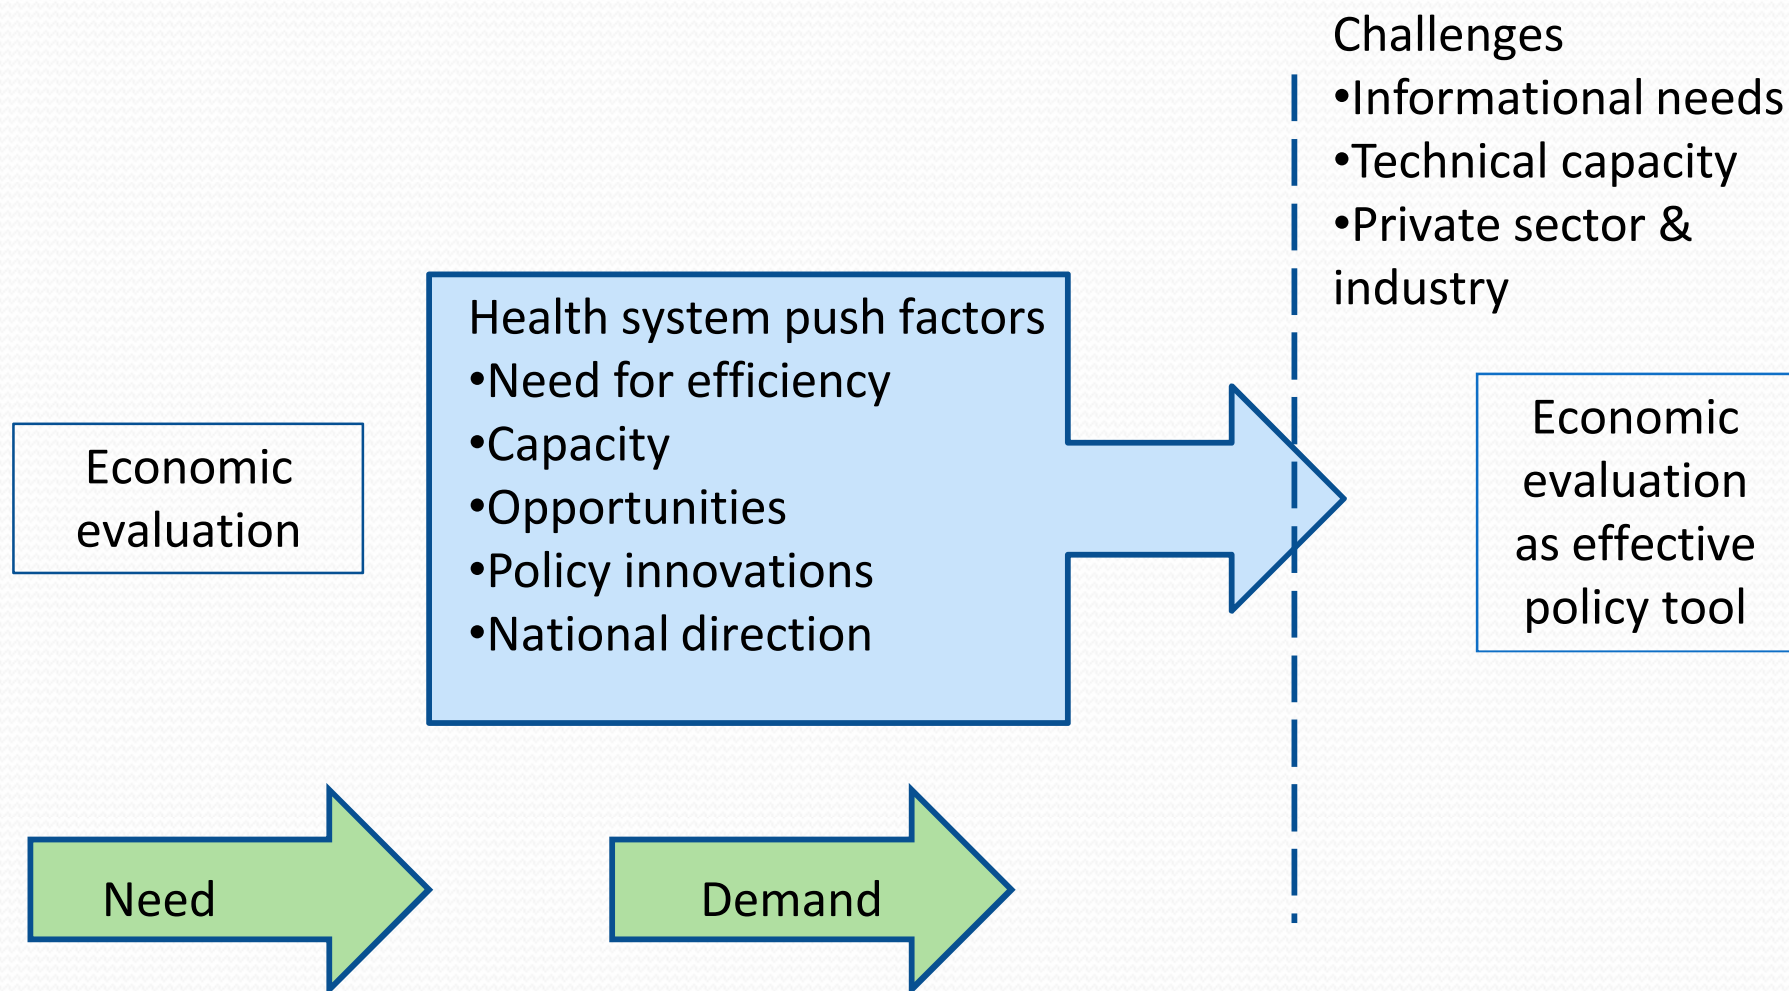 Challenges
•Informational needs
•Technical capacity
•Private sector &
industry
Health system push factors
•Need for efficiency
•Capacity
•Opportunities
•Policy innovations
•National direction
Economic
evaluation
Economic
evaluation
as effective
policy tool
Need
Demand